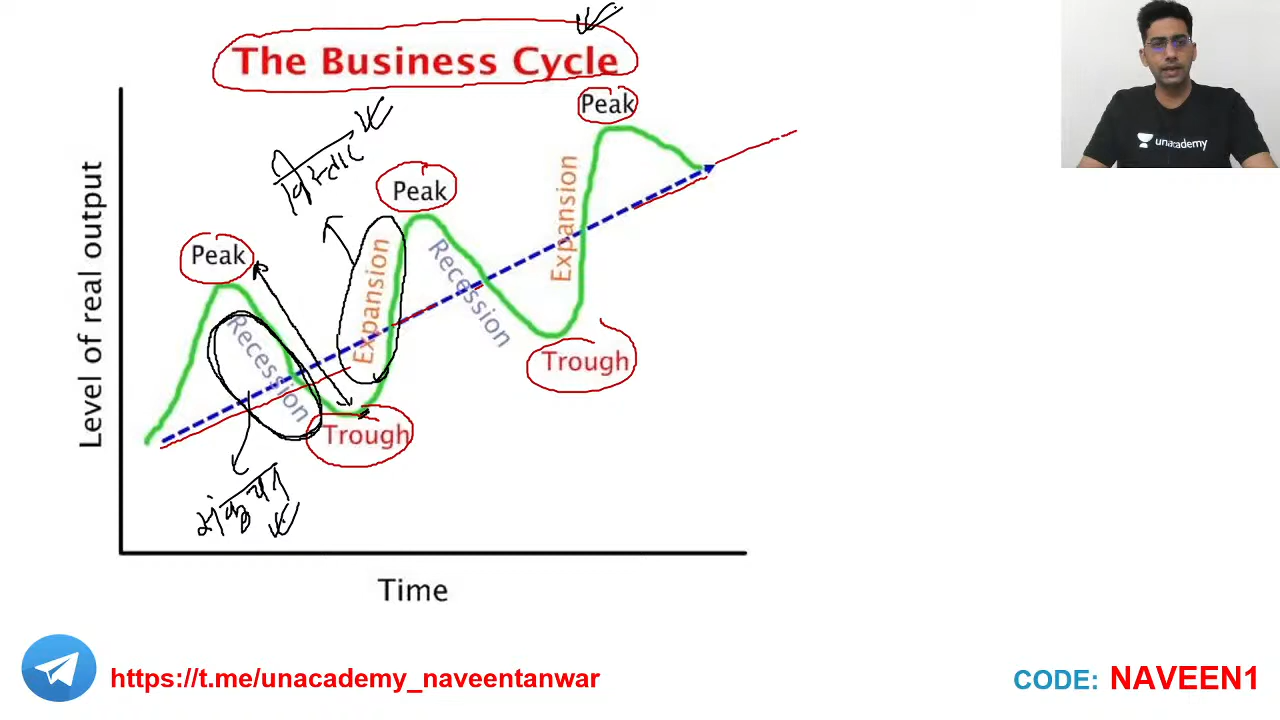 The Business Cycle
Peak
विस्तार
Peak
Peak
Expansion
Expansion
Recession
Recession
Trough
Trough
संकुचन
Level of real output
Time
unacademy
https://t.me/unacademy_naveentanwar
CODE: NAVEEN1